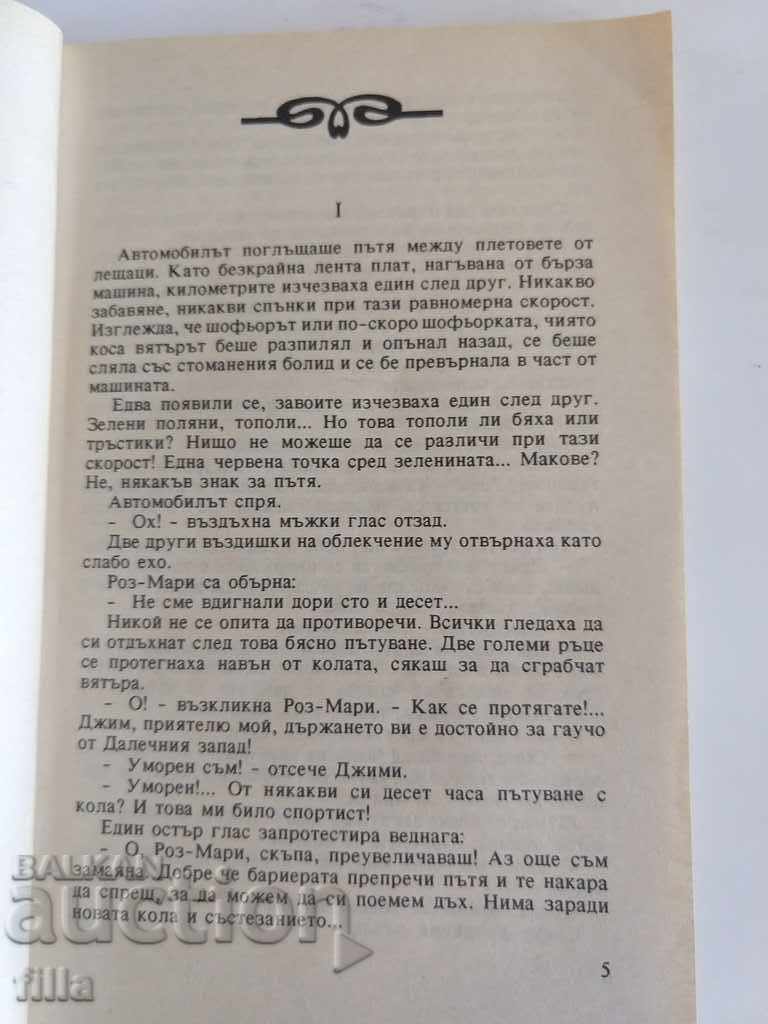 I
Автомобилът поглъщаше пътя между плетовете от
лещаци. Като безкрайна лента плат, нагъвана от бърза
машина, километрите изчезваха един след друг. Никакво
забавяне, никакви спънки при тази равномерна скорост.
Изглежда, че шофьорът или по-скоро шофьорката, чиято
коса вятърът беше разпилял и опънал назад, се беше
сляла със стоманения болид и се бе превърнала в част от
машината.
Едва появили се, завоите изчезваха един след друг.
Зелени поляни, тополи... Но това тополи ли бяха или
тръстики? Нищо не можеше да се различи при тази
скорост! Една червена точка сред зеленината... Макове?
Не, някакъв знак за пътя.
Автомобилът спря.
- Ох! - въздъхна мъжки глас отзад.
Две други въздишки на облекчение му отвърнаха като
слабо ехо.
Роз-Мари са обърна:
- Не сме вдигнали дори сто и десет...
Никой не се опита да противоречи. Всички гледаха да
си отдъхнат след това бясно пътуване. Две големи ръце
се протегнаха навън от колата, сякаш за да сграбчат
вятъра.
- О! - възкликна Роз-Мари. - Как се протягате!...
Джим, приятелю мой, държането ви е достойно за гаучо
от Далечния запад!
- Уморен съм! - отсече Джими.
- Уморен!... От някакви си десет часа пътуване с
кола? И това ми било спортист!
Един остър глас запротестира веднага:
- О, Роз-Мари, скъпа, преувеличаваш! Аз още съм
замаяна. Добре че бариерата препречи пътя и те накара
да спреш, за да можем да си поемем дъх. Нима заради
новата кола и състезанието...
5
BALKAN
auction
filla